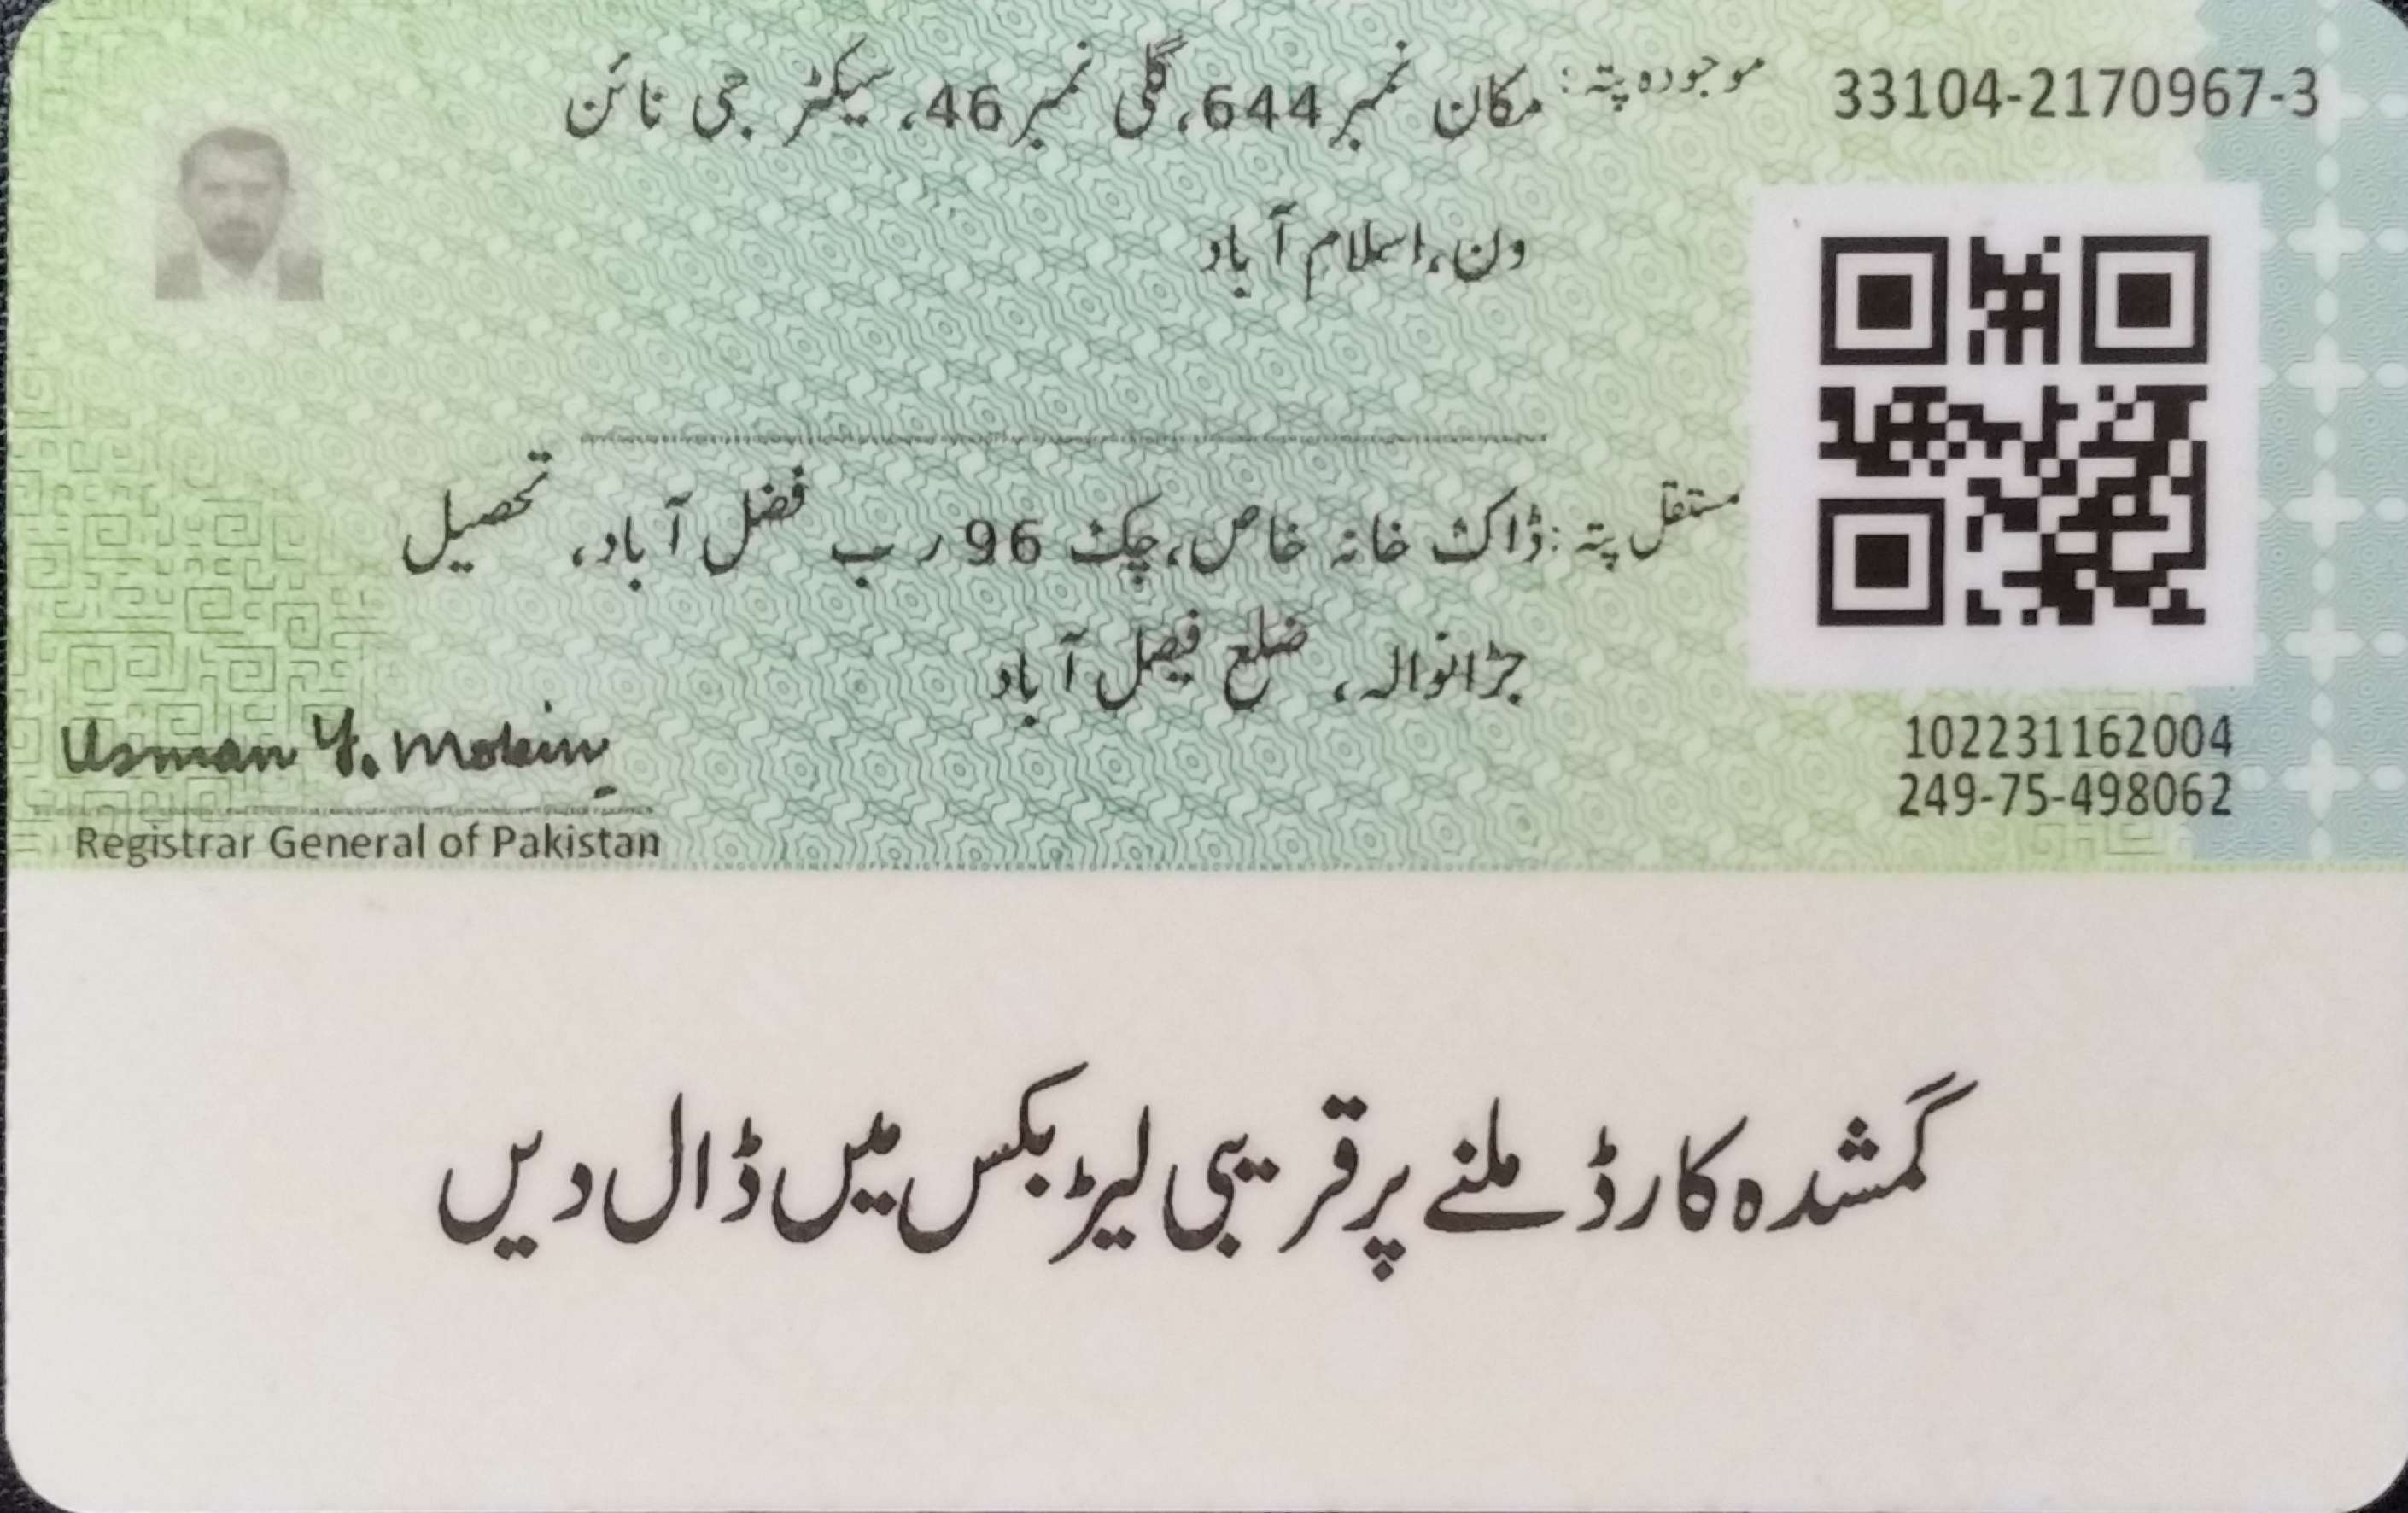 33104-2170967-3
موجودہ پتہ: مکان نمبر 644، گلی نمبر 46، سیکٹر جی نائن
ون، اسلام آباد
مستقل پتہ: ڈاک خانہ خاص، چک 96 ر ب فضل آباد، تحصیل
جڑانوالہ، ضلع فیصل آباد
102231162004
249-75-498062
Usman Y. Mobin
Registrar General of Pakistan
گمشدہ کارڈ ملنے پر قریبی لیٹر بکس میں ڈال دیں